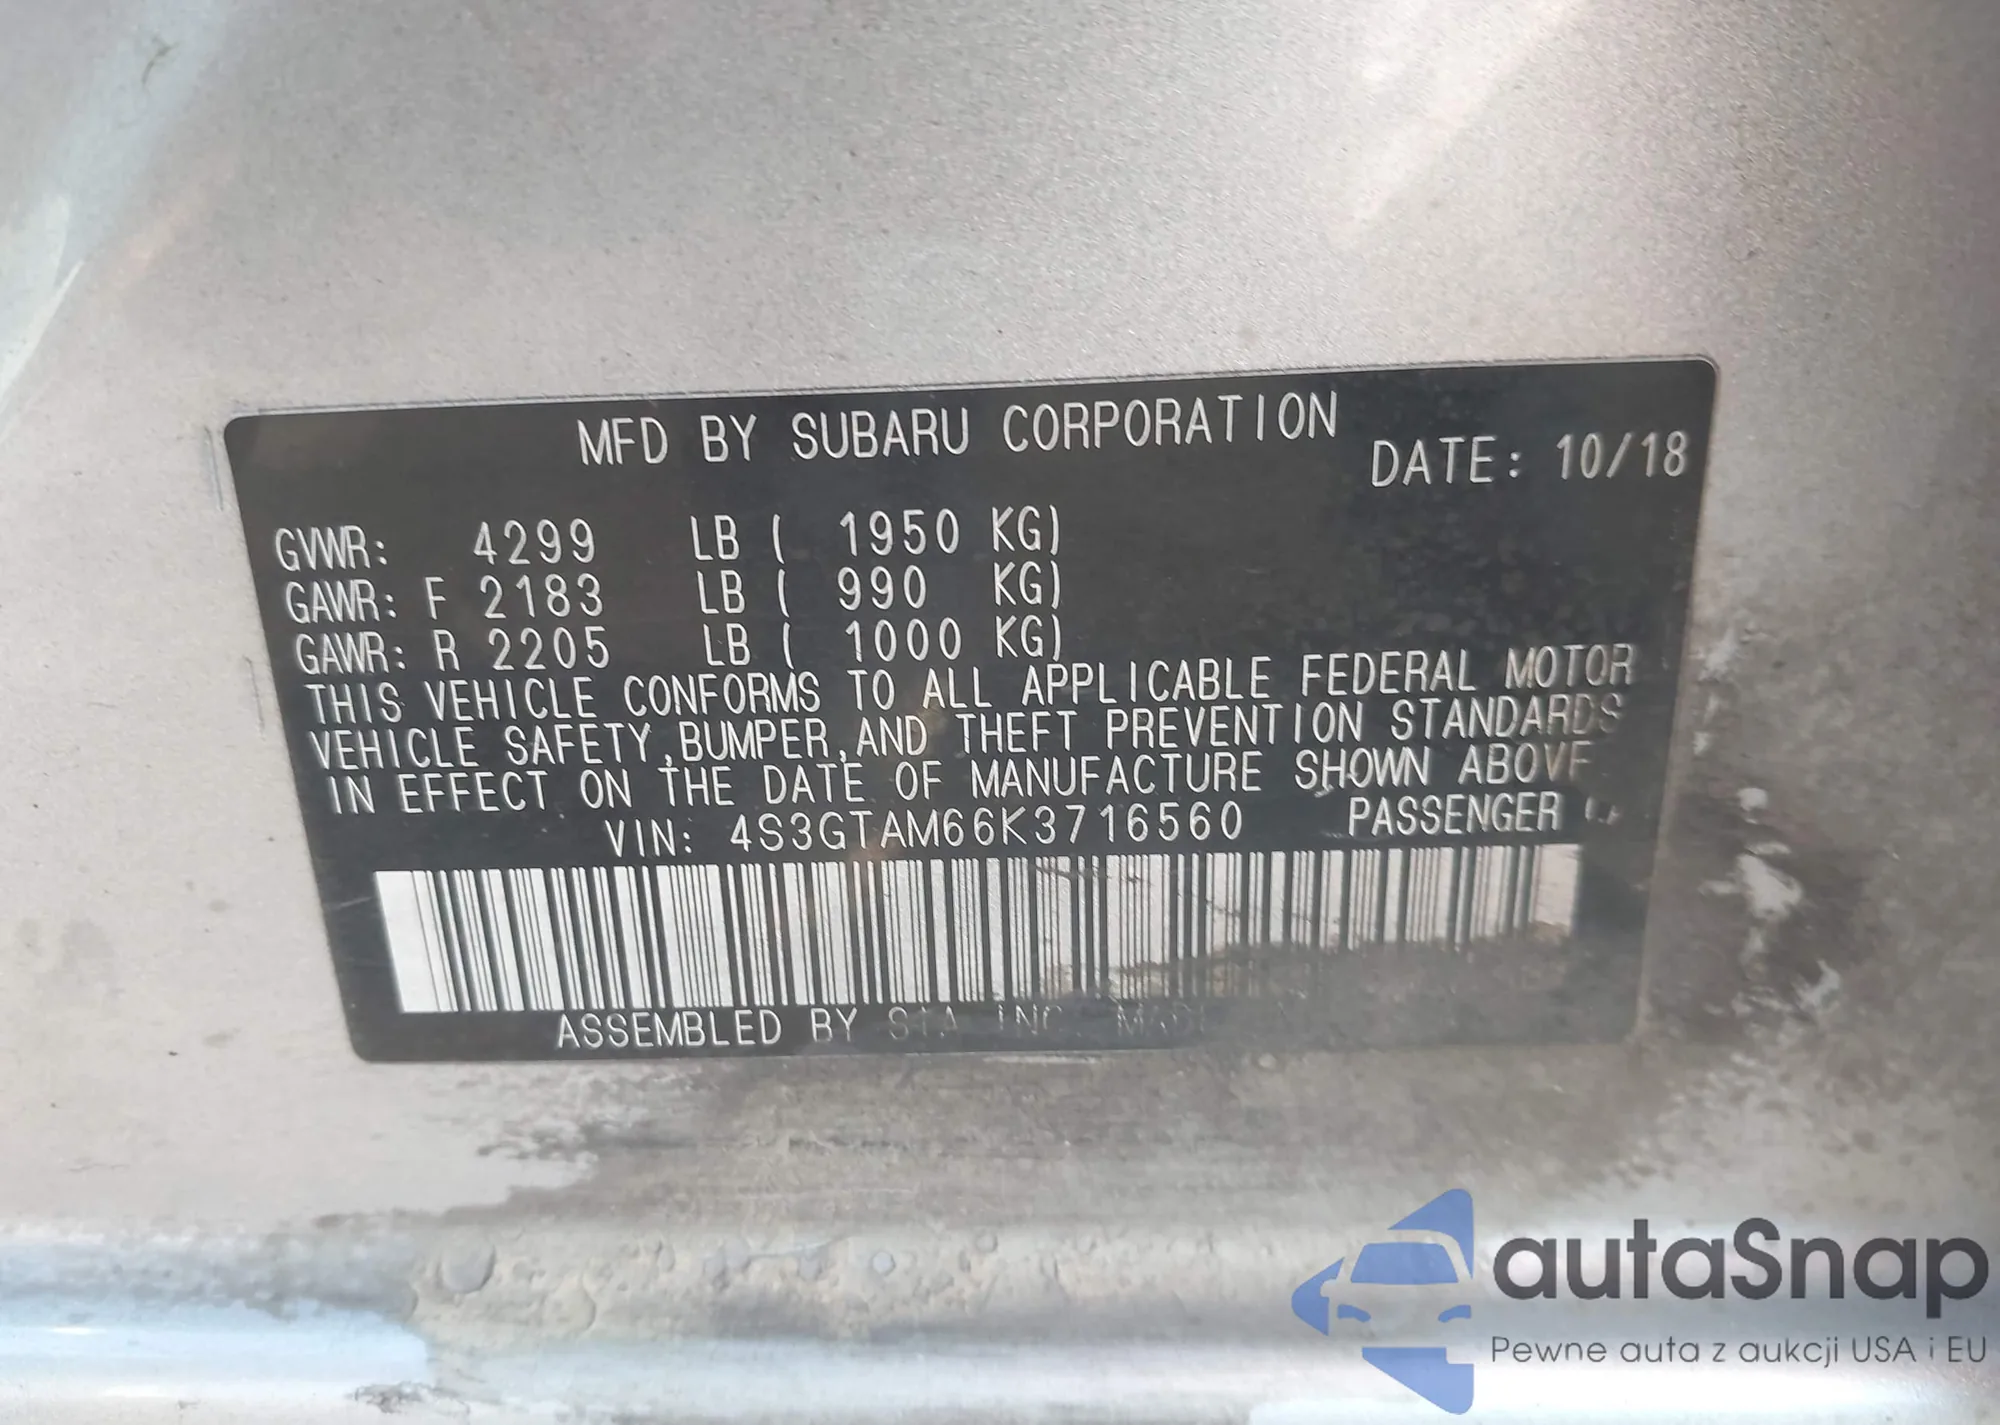 MFD BY SUBARU CORPORATION
DATE: 10/18
GVWR: 4299 LB ( 1950 KG)
GAWR: F 2183 LB ( 990 KG)
GAWR: R 2205 LB ( 1000 KG)
THIS VEHICLE CONFORMS TO ALL APPLICABLE FEDERAL MOTOR
VEHICLE SAFETY,BUMPER,AND THEFT PREVENTION STANDARDS
IN EFFECT ON THE DATE OF MANUFACTURE SHOWN ABOVE
VIN: 4S3GTAM66K3716560 PASSENGER
ASSEMBLED BY SIA INC.
autaSnap
Pewne auta z aukcji USA i EU